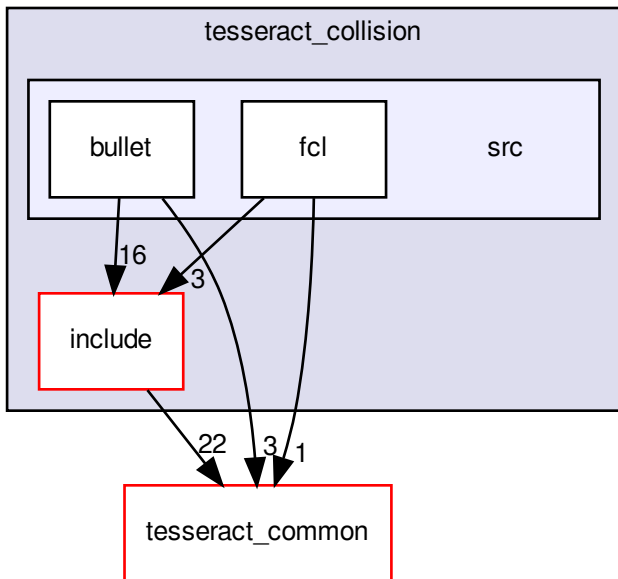 tesseract_collision
bullet
fcl
src
16
3
include
22
3
1
tesseract_common